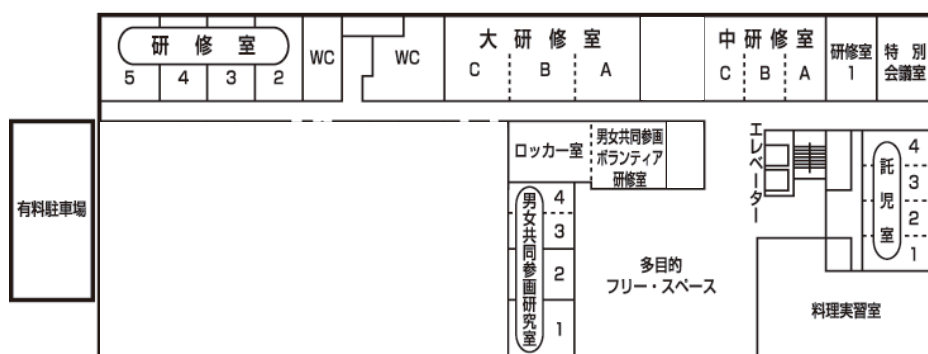 研修室
5 4 3 2
WC
WC
大研修室
C B A
中研修室
C B A
研修室
1
特別
会議室
有料駐車場
ロッカー室
男女共同参画
ボランティア
研修室
エレベーター
託児室
4
3
2
1
男女共同参画研究室
4
3
2
1
多目的
フリー・スペース
料理実習室